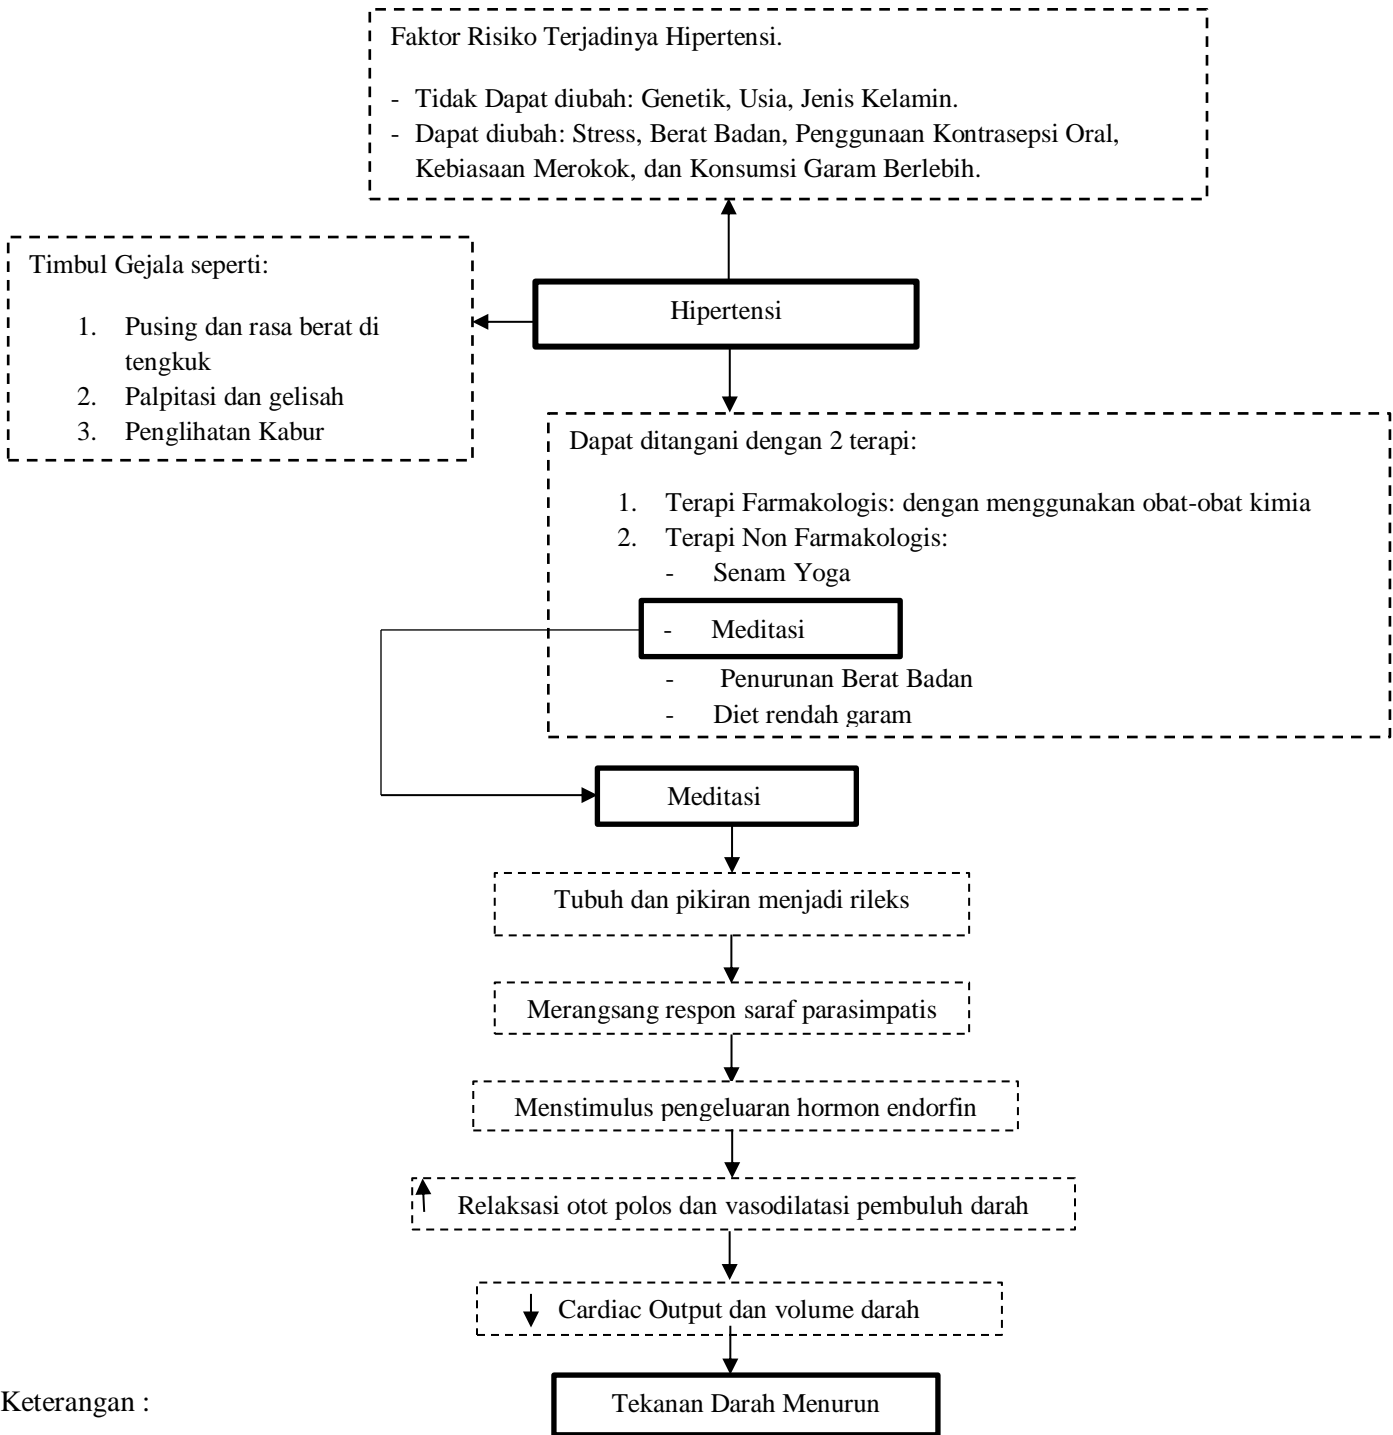 Faktor Risiko Terjadinya Hipertensi.
- Tidak Dapat diubah: Genetik, Usia, Jenis Kelamin.
- Dapat diubah: Stress, Berat Badan, Penggunaan Kontrasepsi Oral,
Kebiasaan Merokok, dan Konsumsi Garam Berlebih.
Timbul Gejala seperti:
1. Pusing dan rasa berat di
tengkuk
2. Palpitasi dan gelisah
3. Penglihatan Kabur
Hipertensi
Dapat ditangani dengan 2 terapi:
1. Terapi Farmakologis: dengan menggunakan obat-obat kimia
2. Terapi Non Farmakologis:
- Senam Yoga
- Meditasi
- Penurunan Berat Badan
- Diet rendah garam
Meditasi
Tubuh dan pikiran menjadi rileks
Merangsang respon saraf parasimpatis
Menstimulus pengeluaran hormon endorfin
Relaksasi otot polos dan vasodilatasi pembuluh darah
Cardiac Output dan volume darah
Tekanan Darah Menurun
Keterangan :